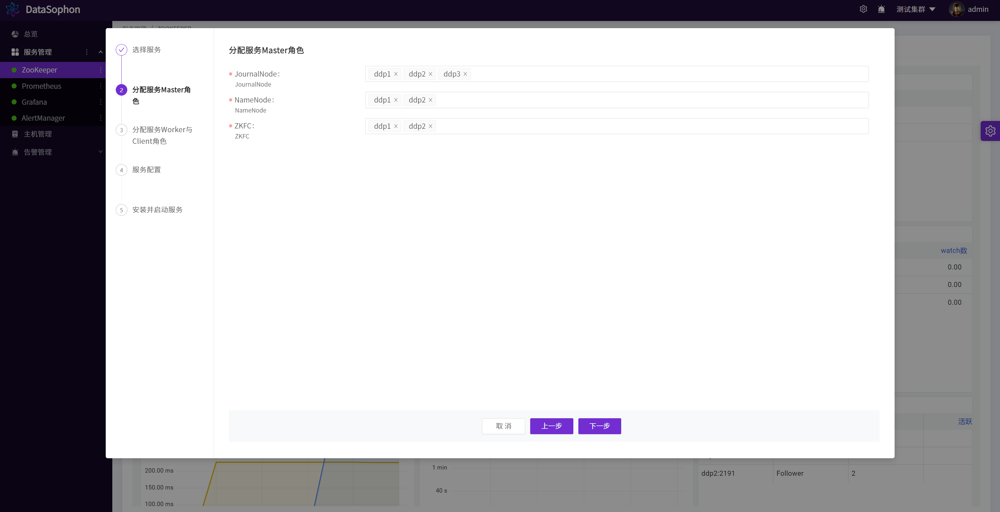 DataSophon
测试集群
admin
总览
服务管理
ZooKeeper
Prometheus
Grafana
AlertManager
主机管理
告警管理
服务管理 / ZOOKEEPER
选择服务
2
分配服务Master角
色
3
分配服务Worker与
Client角色
4
服务配置
5
安装并启动服务
分配服务Master角色
* JournalNode:
JournalNode
ddp1 × ddp2 × ddp3 ×
* NameNode:
NameNode
ddp1 × ddp2 ×
* ZKFC:
ZKFC
ddp1 × ddp2 ×
取 消
上一步
下一步
watch数
0.00
0.00
0.00
活跃
200.00 ms
150.00 ms
100.00 ms
1 min
40 s
ddp2:2191 Follower 2